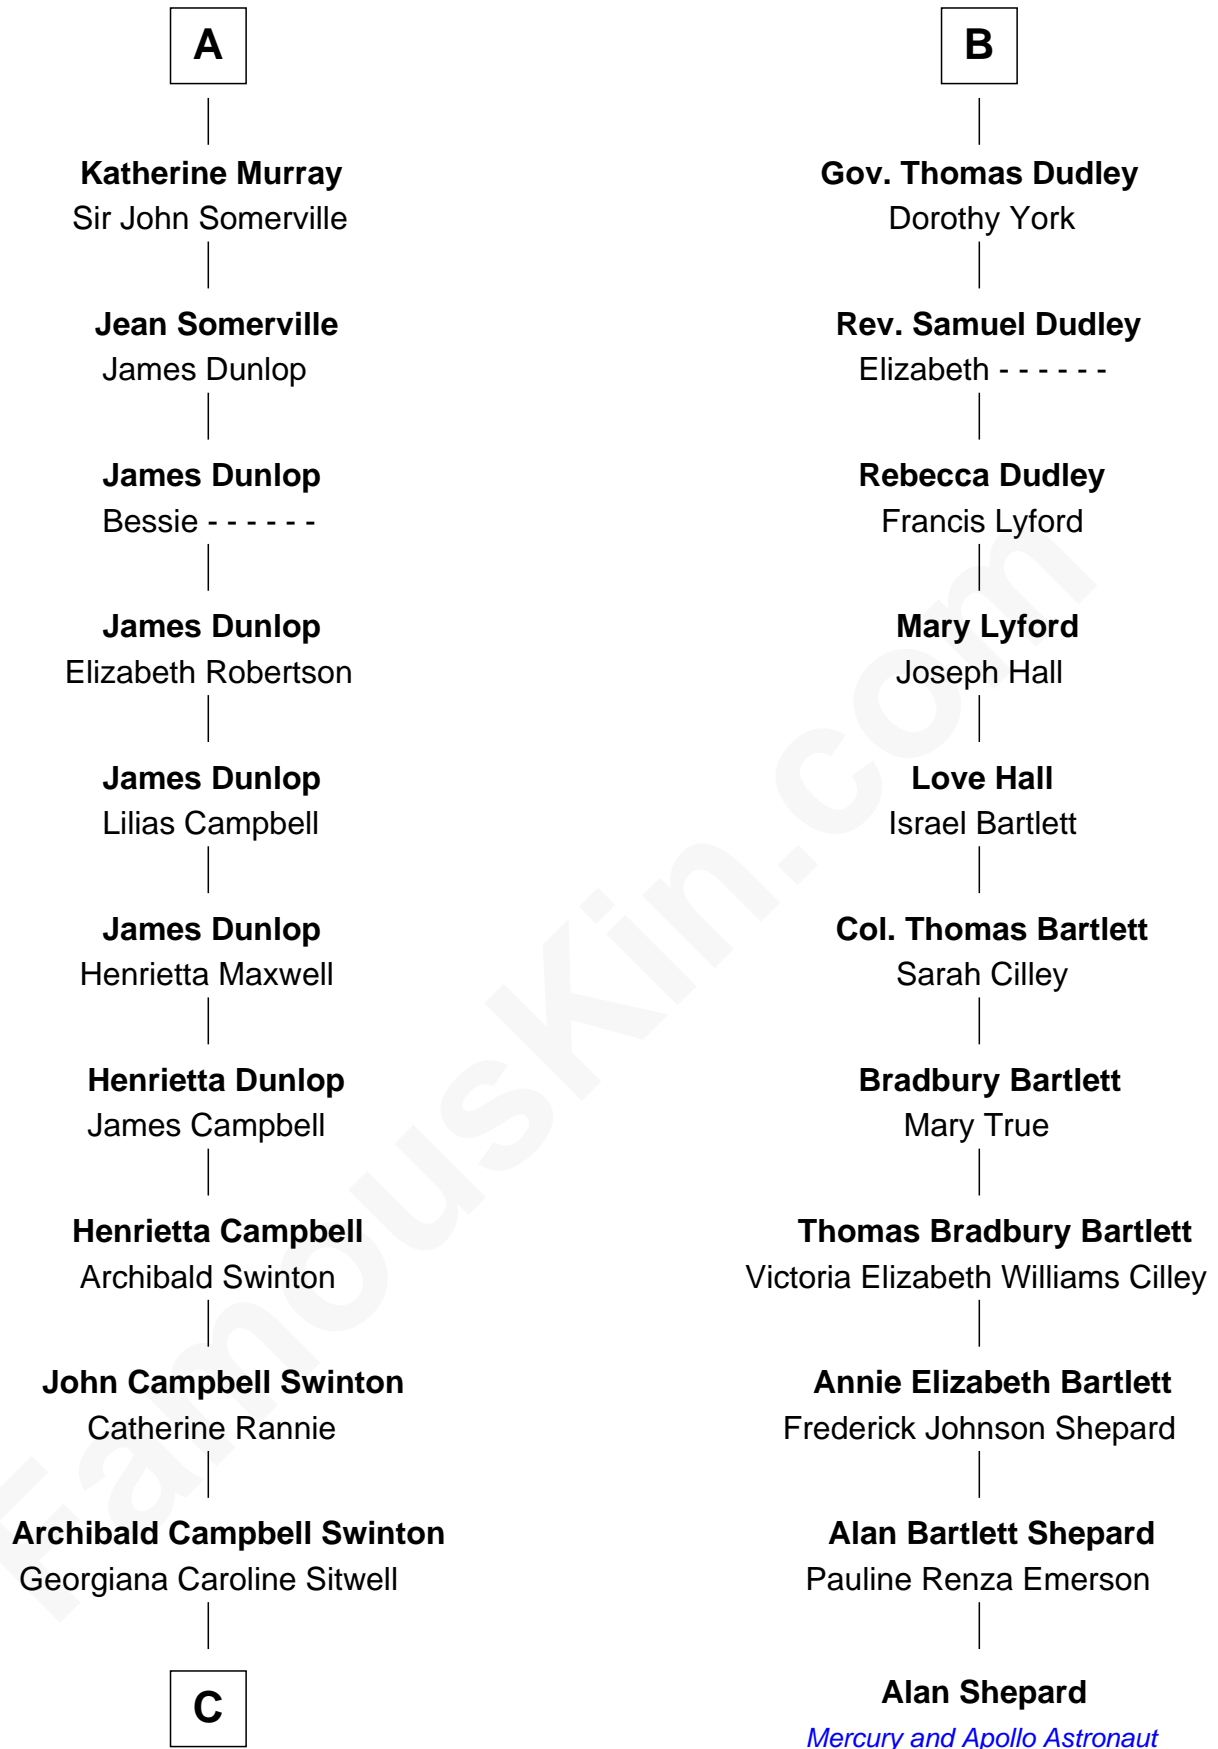 A
Katherine Murray
Sir John Somerville
Jean Somerville
James Dunlop
James Dunlop
Bessie - - - - - -
James Dunlop
Elizabeth Robertson
James Dunlop
Lilias Campbell
James Dunlop
Henrietta Maxwell
Henrietta Dunlop
James Campbell
Henrietta Campbell
Archibald Swinton
John Campbell Swinton
Catherine Rannie
Archibald Campbell Swinton
Georgiana Caroline Sitwell
C
B
Gov. Thomas Dudley
Dorothy York
Rev. Samuel Dudley
Elizabeth - - - - - -
Rebecca Dudley
Francis Lyford
Mary Lyford
Joseph Hall
Love Hall
Israel Bartlett
Col. Thomas Bartlett
Sarah Cilley
Bradbury Bartlett
Mary True
Thomas Bradbury Bartlett
Victoria Elizabeth Williams Cilley
Annie Elizabeth Bartlett
Frederick Johnson Shepard
Alan Bartlett Shepard
Pauline Renza Emerson
Alan Shepard
Mercury and Apollo Astronaut
FamousKin.com